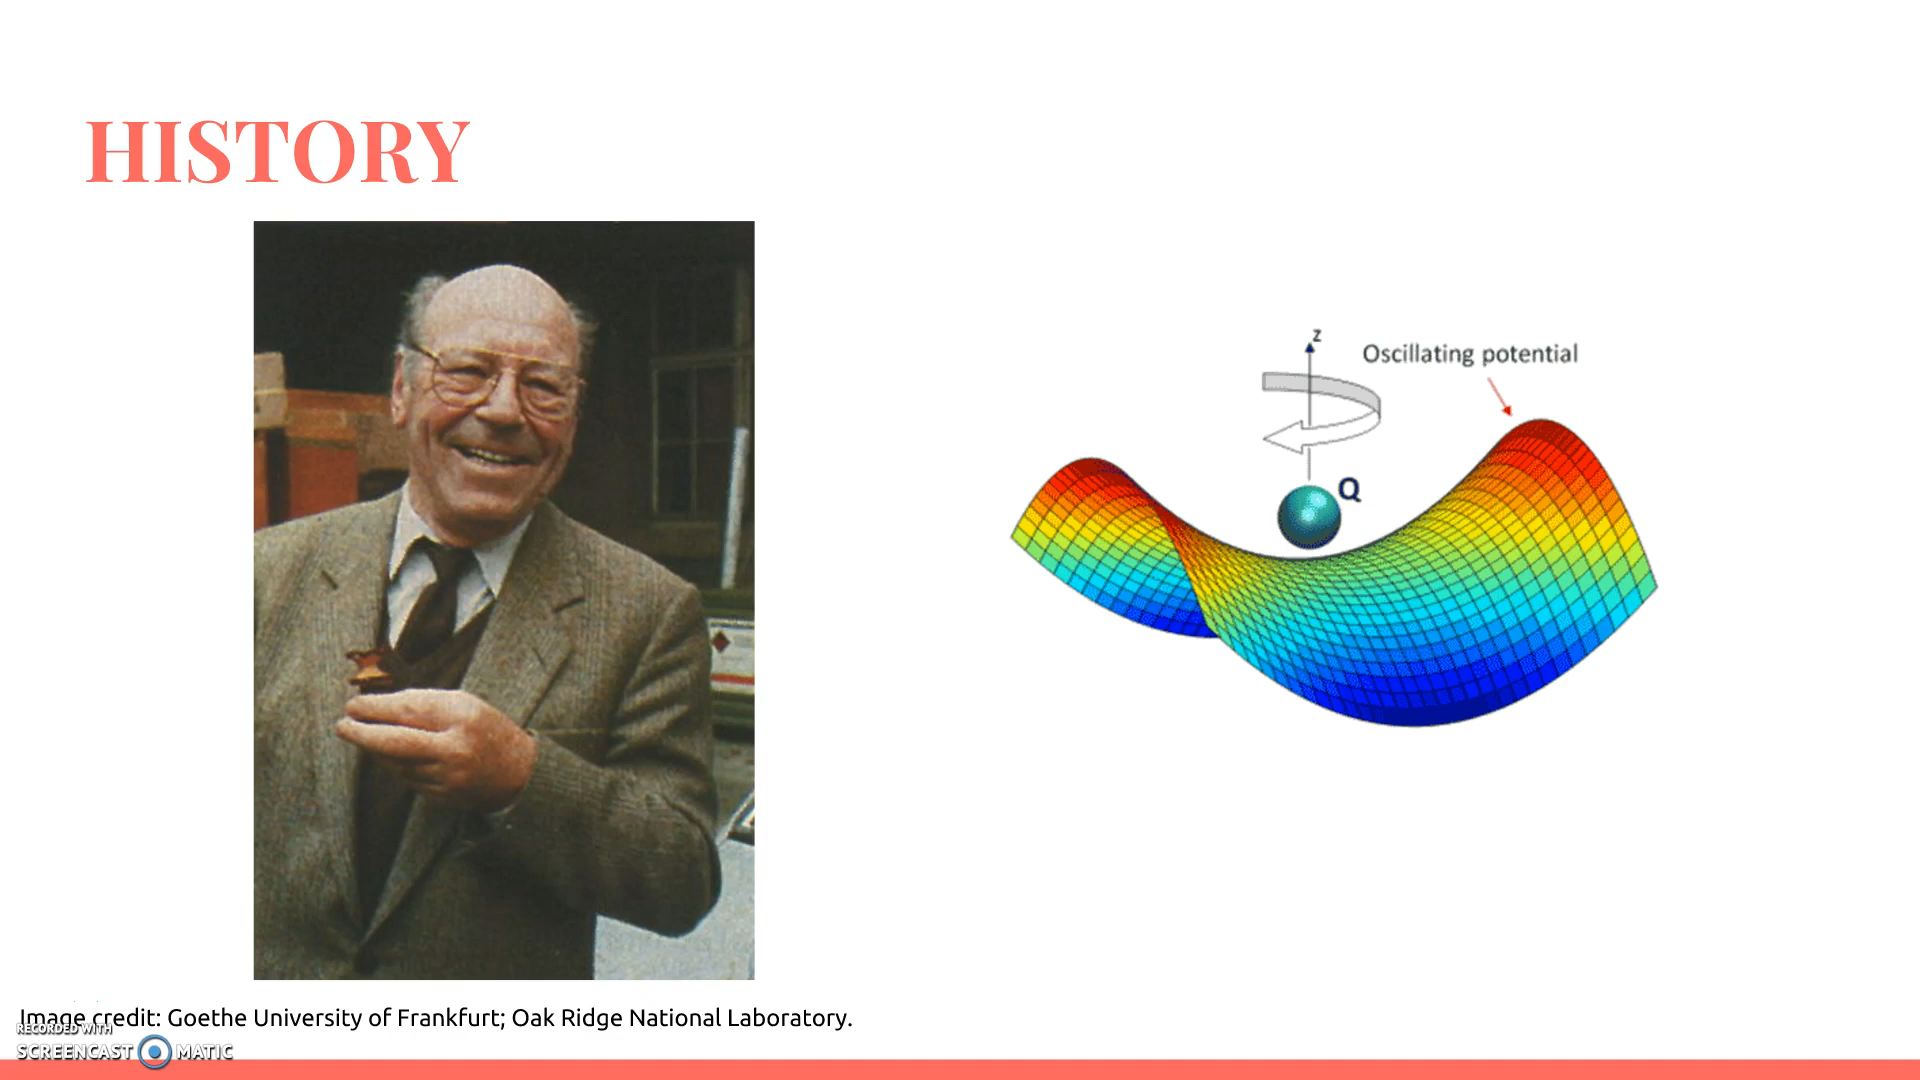 HISTORY
z
Oscillating potential
Q
Image credit: Goethe University of Frankfurt; Oak Ridge National Laboratory.
RECORDED WITH
SCREENCAST MATIC